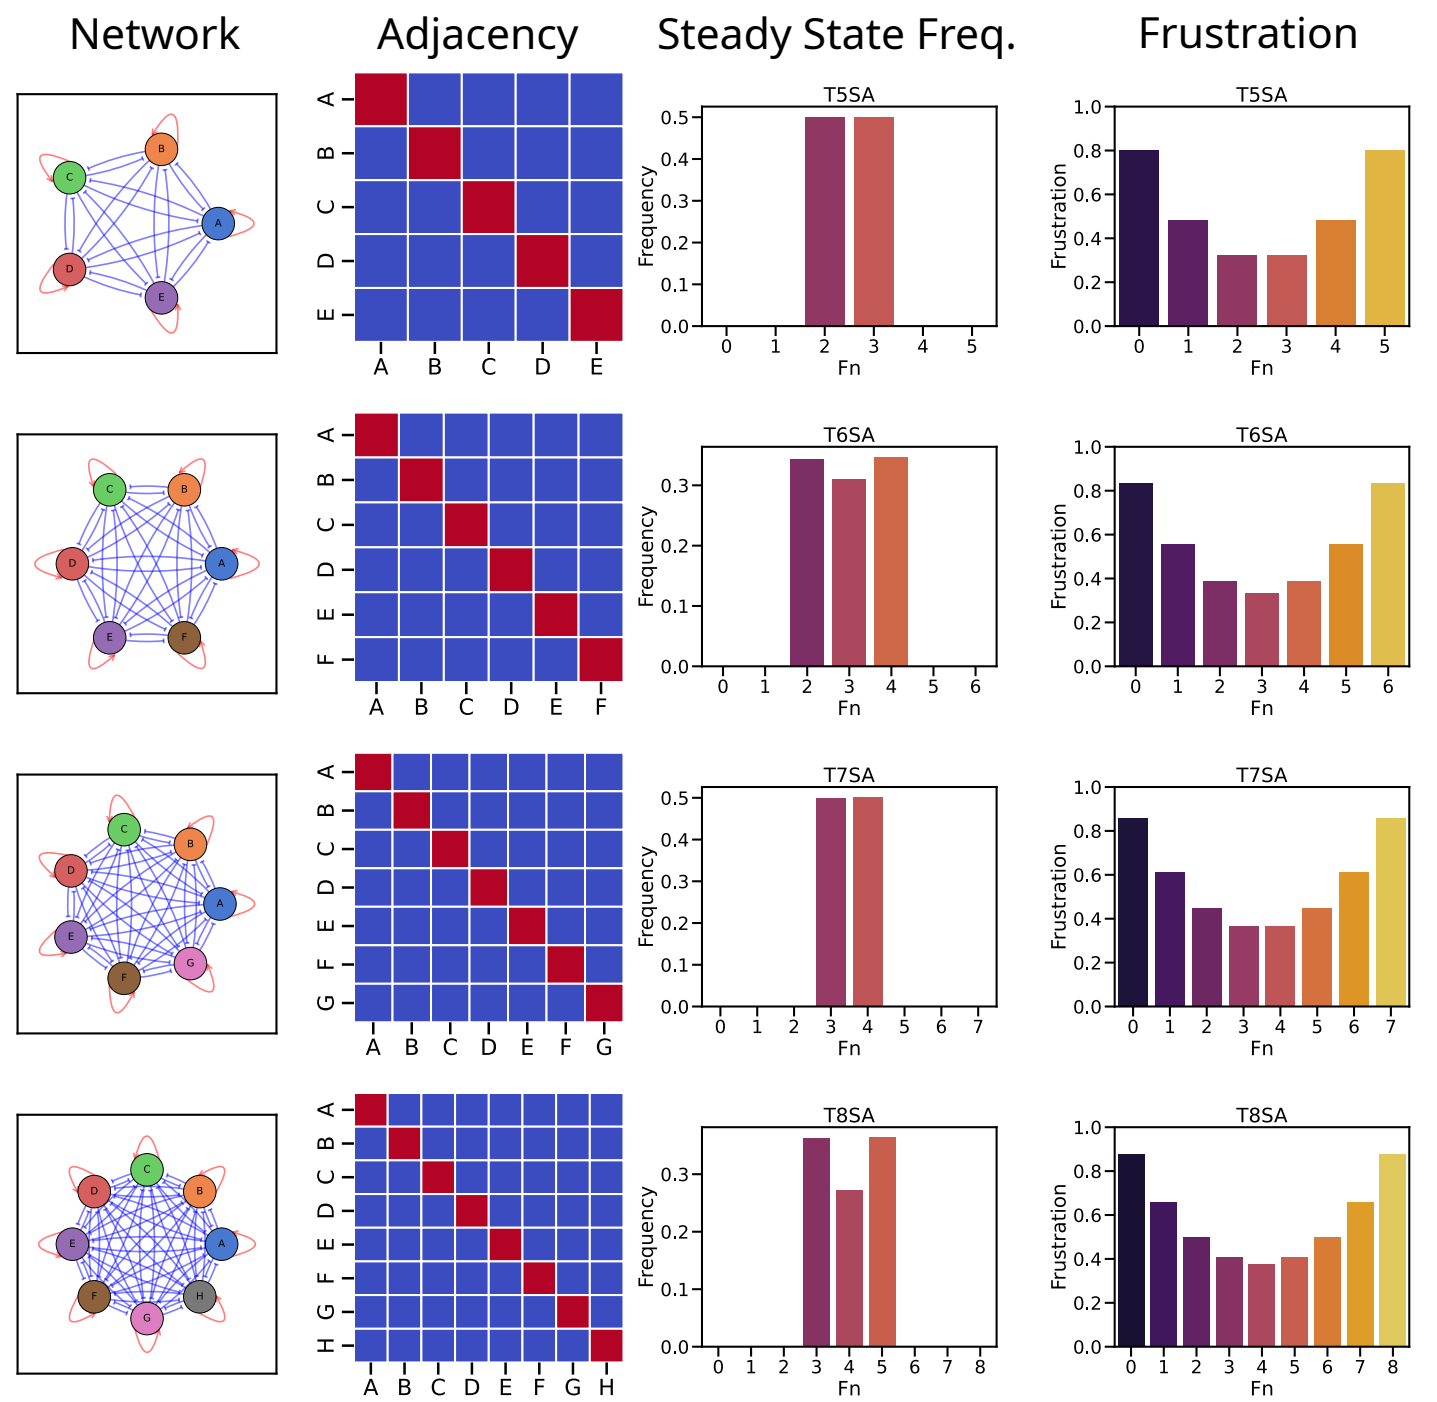 Network Adjacency Steady State Freq. Frustration
B
C
A
D
E
A
B
C
D
E
A B C D E
T5SA
Frequency
0.5
0.4
0.3
0.2
0.1
0.0
0 1 2 3 4 5
Fn
T5SA
Frustration
1.0
0.8
0.6
0.4
0.2
0.0
0 1 2 3 4 5
Fn
C B
D A
E F
A
B
C
D
E
F
A B C D E F
T6SA
Frequency
0.3
0.2
0.1
0.0
0 1 2 3 4 5 6
Fn
T6SA
Frustration
1.0
0.8
0.6
0.4
0.2
0.0
0 1 2 3 4 5 6
Fn
C
B
D
A
E
G
F
A
B
C
D
E
F
G
A B C D E F G
T7SA
Frequency
0.5
0.4
0.3
0.2
0.1
0.0
0 1 2 3 4 5 6 7
Fn
T7SA
Frustration
1.0
0.8
0.6
0.4
0.2
0.0
0 1 2 3 4 5 6 7
Fn
C
D B
E A
F H
G
A
B
C
D
E
F
G
H
A B C D E F G H
T8SA
Frequency
0.3
0.2
0.1
0.0
0 1 2 3 4 5 6 7 8
Fn
T8SA
Frustration
1.0
0.8
0.6
0.4
0.2
0.0
0 1 2 3 4 5 6 7 8
Fn